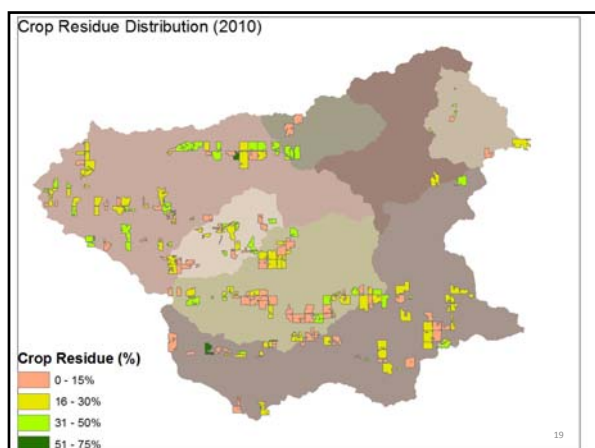 Crop Residue Distribution (2010)
Crop Residue (%)
0 - 15%
16 - 30%
31 - 50%
51 - 75%
19